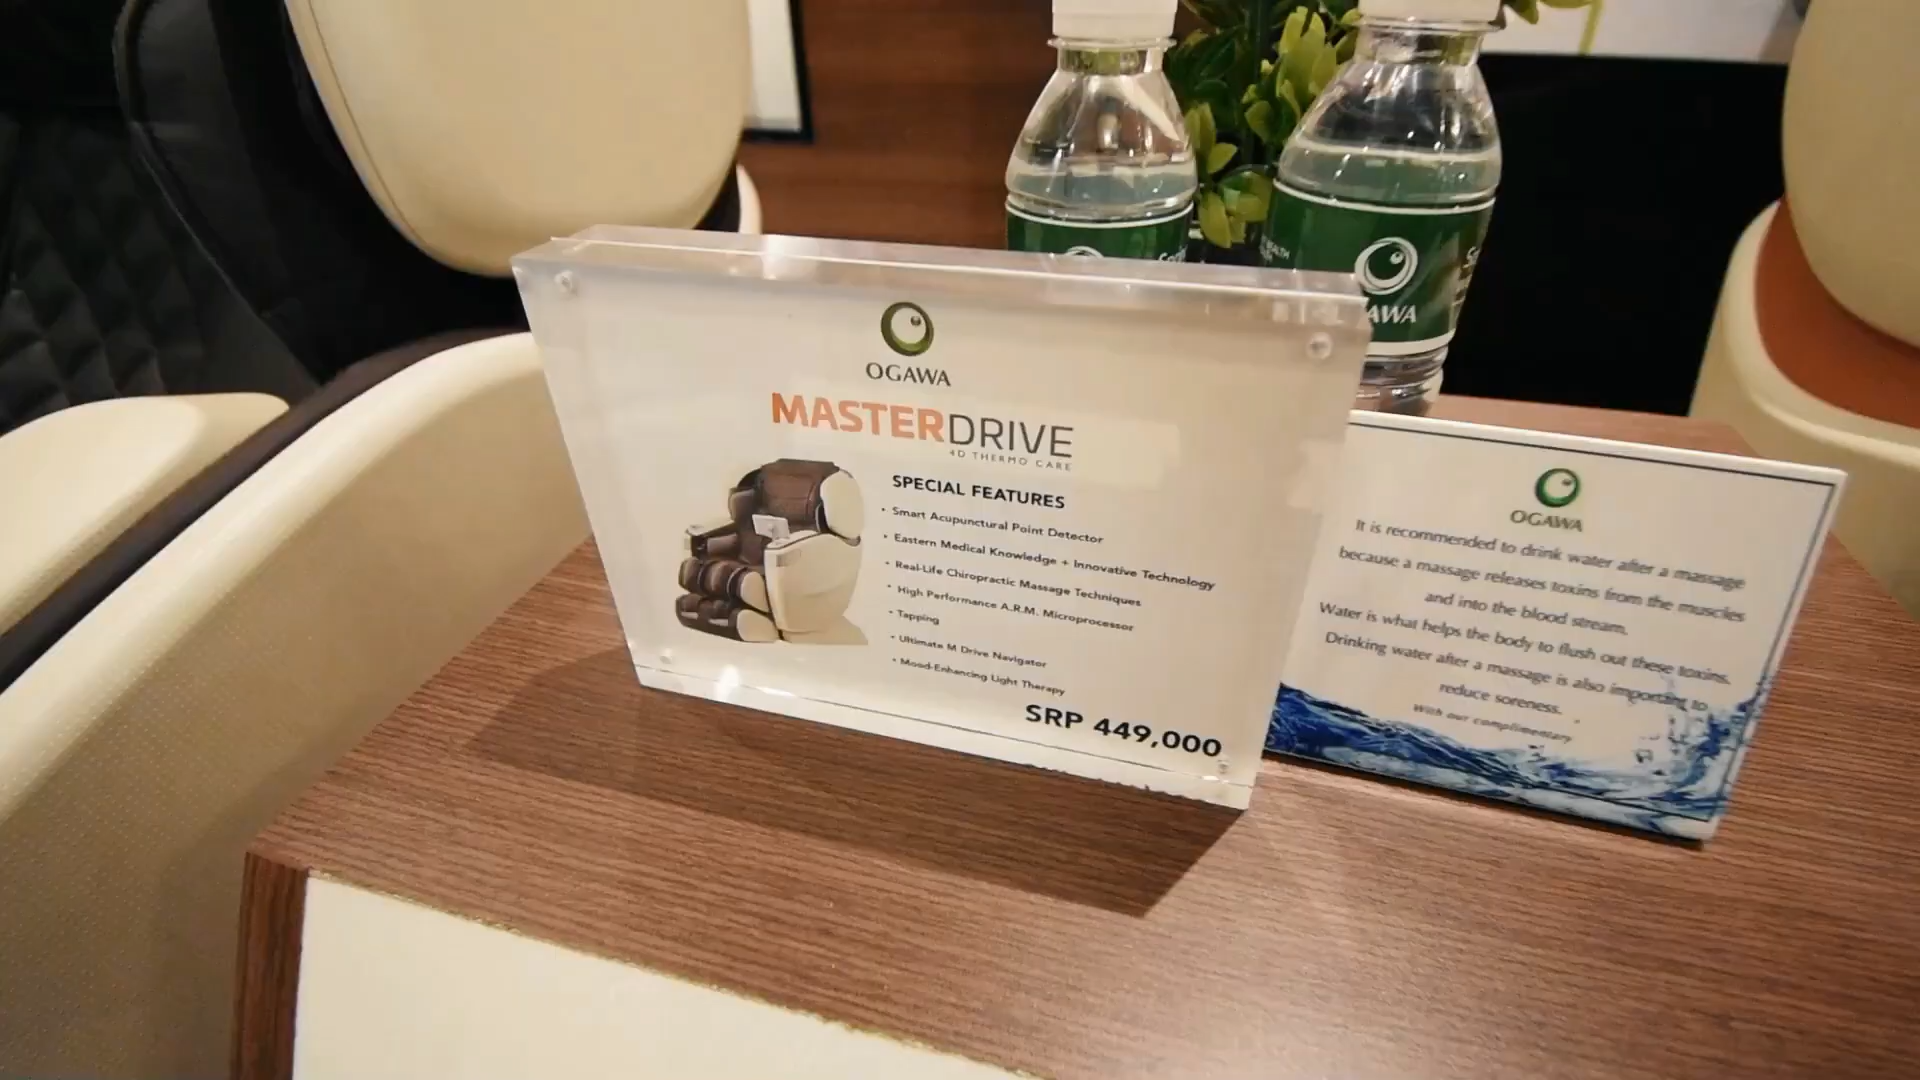 OGAWA
MASTERDRIVE
4D THERMO CARE
SPECIAL FEATURES
• Smart Acupunctural Point Detector
• Eastern Medical Knowledge + Innovative Technology
• Real-Life Chiropractic Massage Techniques
• High Performance A.R.M. Microprocessor
• Tapping
• Ultimate M Drive Navigator
• Mood-Enhancing Light Therapy
SRP 449,000
OGAWA
It is recommended to drink water after a massage
because a massage releases toxins from the muscles
and into the blood stream.
Water is what helps the body to flush out these toxins.
Drinking water after a massage is also important to
reduce soreness.
With our complimentary
AWA